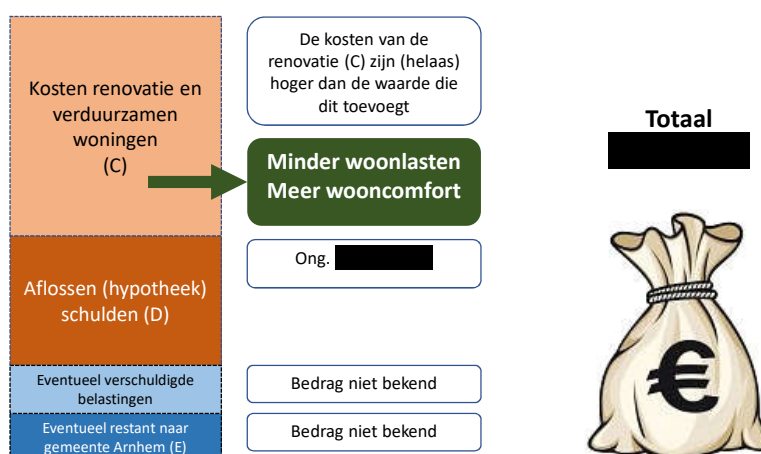 Kosten renovatie en
verduurzamen
woningen
(C)
De kosten van de
renovatie (C) zijn (helaas)
hoger dan de waarde die
dit toevoegt
Minder woonlasten
Meer wooncomfort
Totaal
Aflossen (hypotheek)
schulden (D)
Ong.
Eventueel verschuldigde
belastingen
Bedrag niet bekend
Eventueel restant naar
gemeente Arnhem (E)
Bedrag niet bekend
€